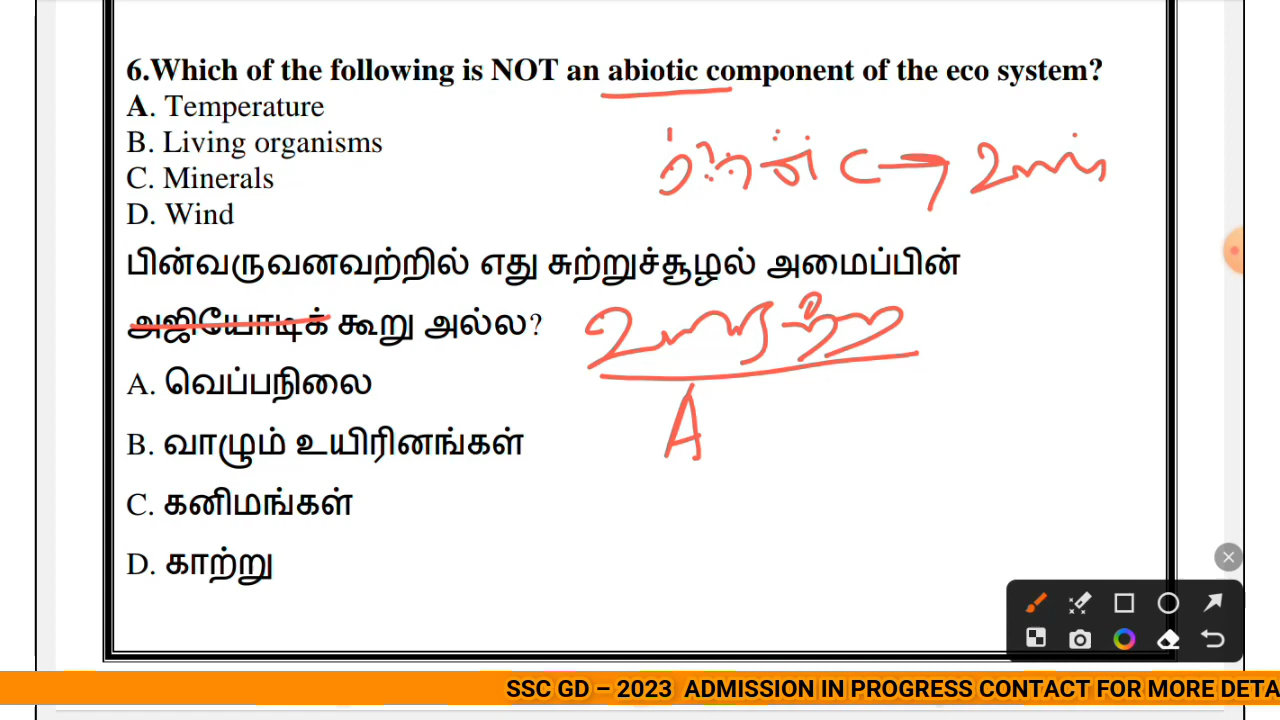 6.Which of the following is NOT an abiotic component of the eco system?
A. Temperature
B. Living organisms
C. Minerals
D. Wind
பின்வருவனவற்றில் எது சுற்றுச்சூழல் அமைப்பின்
அஜியோடிக் கூறு அல்ல?
உயிரற்ற
A
A. வெப்பநிலை
B. வாழும் உயிரினங்கள்
C. கனிமங்கள்
D. காற்று
SSC GD – 2023 ADMISSION IN PROGRESS CONTACT FOR MORE DETA